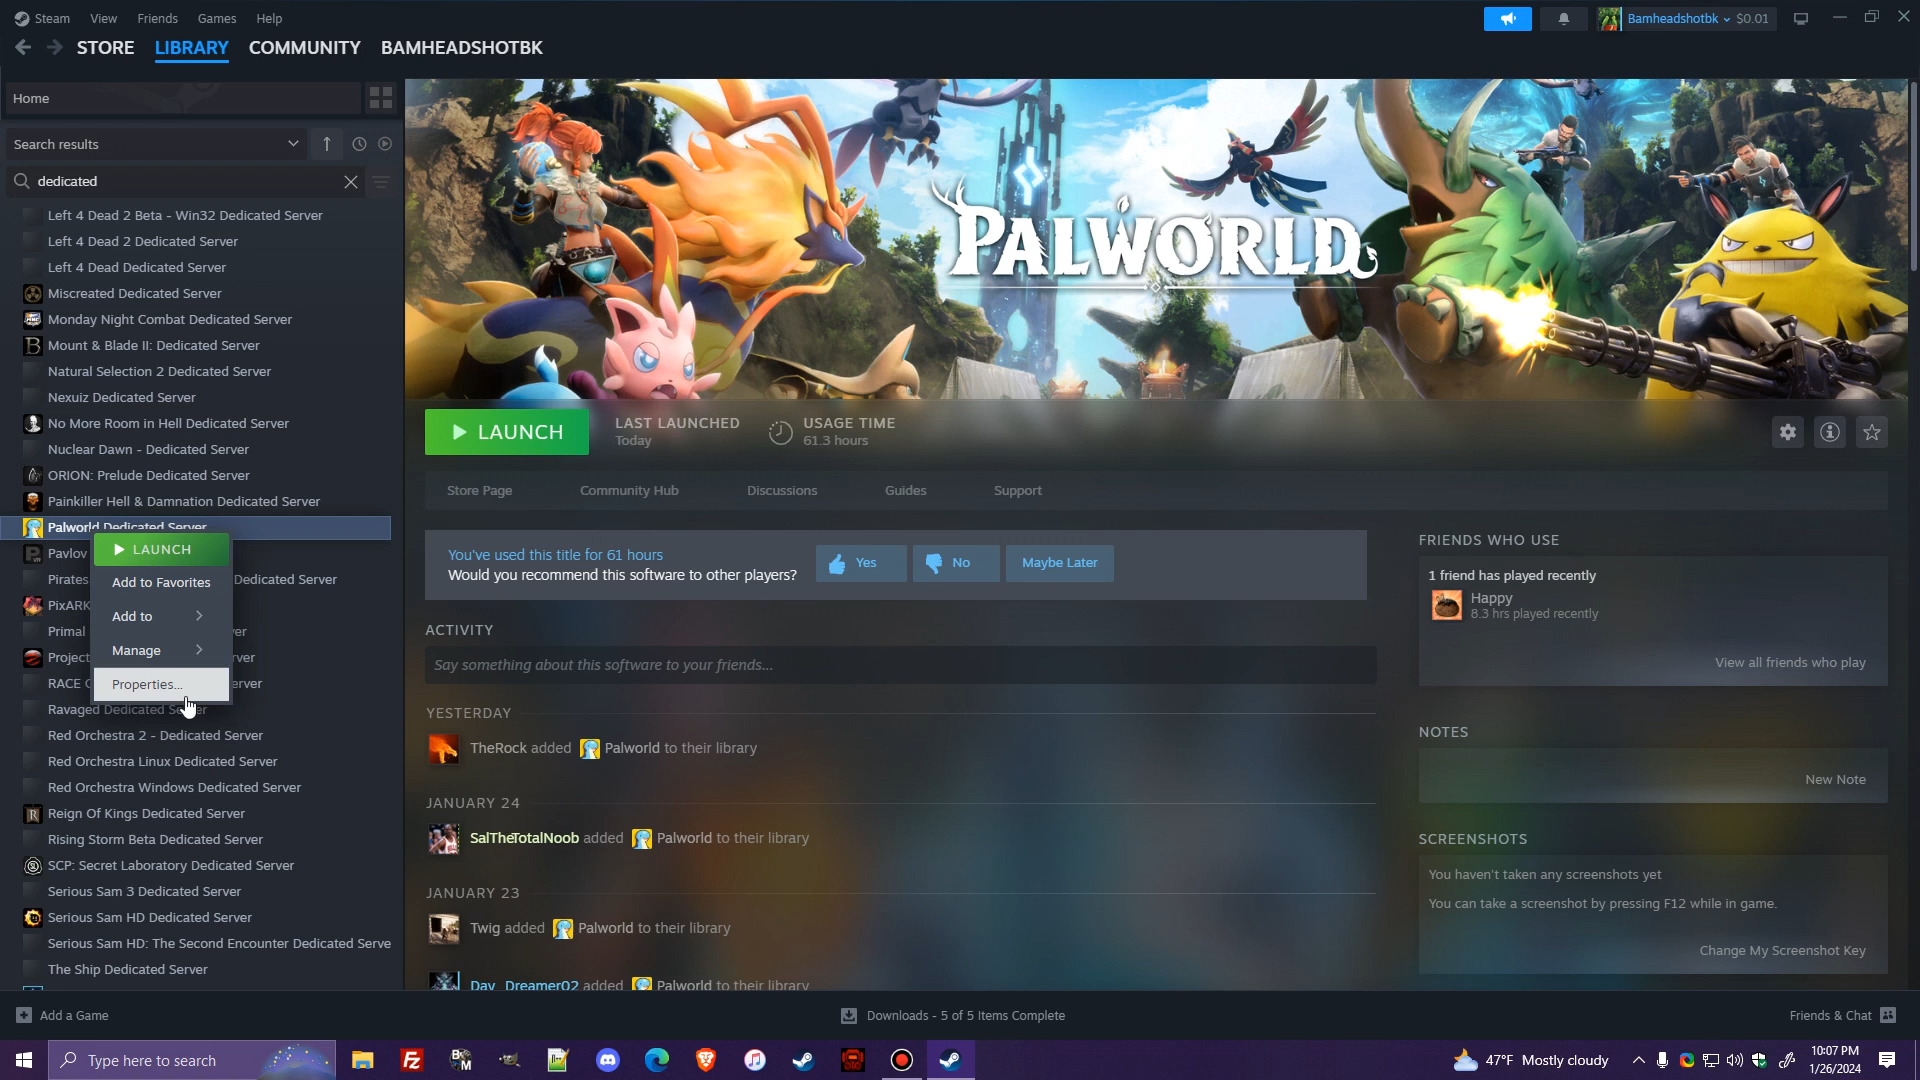 Steam View Friends Games Help
Bamheadshotbk $0.01
STORE LIBRARY COMMUNITY BAMHEADSHOTBK
Home
Search results
dedicated
Left 4 Dead 2 Beta - Win32 Dedicated Server
Left 4 Dead 2 Dedicated Server
Left 4 Dead Dedicated Server
Miscreated Dedicated Server
Monday Night Combat Dedicated Server
Mount & Blade II: Dedicated Server
Natural Selection 2 Dedicated Server
Nexuiz Dedicated Server
No More Room in Hell Dedicated Server
Nuclear Dawn - Dedicated Server
ORION: Prelude Dedicated Server
Painkiller Hell & Damnation Dedicated Server
Palworld Dedicated Server
Pavlov
Pirates Dedicated Server
PixARK
Primal
Project
RACE
Ravaged Dedicated Server
Red Orchestra 2 - Dedicated Server
Red Orchestra Linux Dedicated Server
Red Orchestra Windows Dedicated Server
Reign Of Kings Dedicated Server
Rising Storm Beta Dedicated Server
SCP: Secret Laboratory Dedicated Server
Serious Sam 3 Dedicated Server
Serious Sam HD Dedicated Server
Serious Sam HD: The Second Encounter Dedicated Serve
The Ship Dedicated Server
LAUNCH
Add to Favorites
Add to
Manage
Properties...
PALWORLD
LAUNCH
LAST LAUNCHED
Today
USAGE TIME
61.3 hours
Store Page Community Hub Discussions Guides Support
You've used this title for 61 hours
Would you recommend this software to other players?
Yes No Maybe Later
ACTIVITY
Say something about this software to your friends...
YESTERDAY
TheRock added Palworld to their library
JANUARY 24
SalTheTotalNoob added Palworld to their library
JANUARY 23
Twig added Palworld to their library
Day_Dreamer02 added Palworld to their library
FRIENDS WHO USE
1 friend has played recently
Happy
8.3 hrs played recently
View all friends who play
NOTES
New Note
SCREENSHOTS
You haven't taken any screenshots yet
You can take a screenshot by pressing F12 while in game.
Change My Screenshot Key
Add a Game
Downloads - 5 of 5 Items Complete
Friends & Chat
Type here to search
47°F Mostly cloudy
10:07 PM
1/26/2024